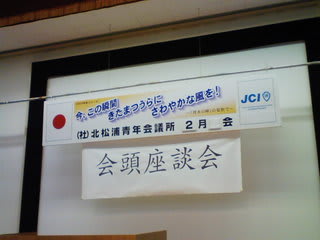 今、この瞬間
きたまつうらに
さわやかな風を!
JCI
(社)北松浦青年会議所 2月 会
会頭座談会